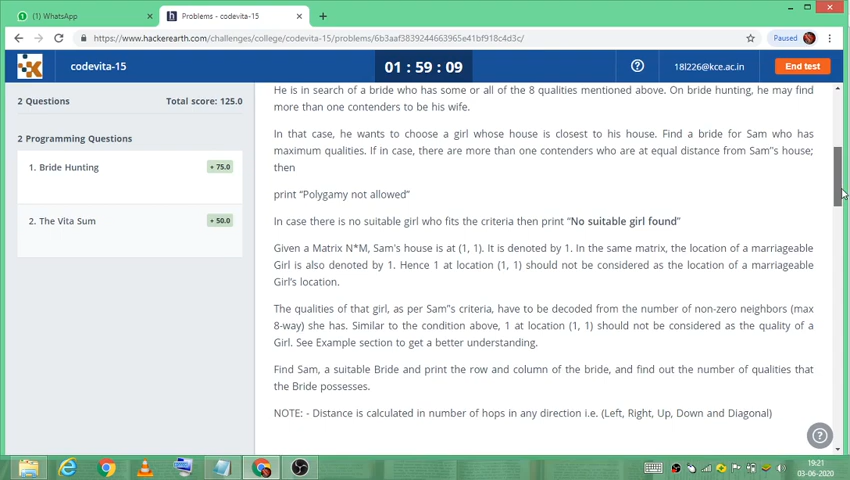 (1) WhatsApp
Problems - codevita-15
https://www.hackerearth.com/challenges/college/codevita-15/problems/6b3aaf3839244663965e41bf918c4d3c/
Paused
codevita-15
01 : 59 : 09
18l226@kce.ac.in
End test
2 Questions
Total score: 125.0
2 Programming Questions
1. Bride Hunting
+ 75.0
2. The Vita Sum
+ 50.0
He is in search of a bride who has some or all of the 8 qualities mentioned above. On bride hunting, he may find
more than one contenders to be his wife.
In that case, he wants to choose a girl whose house is closest to his house. Find a bride for Sam who has
maximum qualities. If in case, there are more than one contenders who are at equal distance from Sam"s house;
then
print “Polygamy not allowed”
In case there is no suitable girl who fits the criteria then print “No suitable girl found”
Given a Matrix N*M, Sam's house is at (1, 1). It is denoted by 1. In the same matrix, the location of a marriageable
Girl is also denoted by 1. Hence 1 at location (1, 1) should not be considered as the location of a marriageable
Girl’s location.
The qualities of that girl, as per Sam"s criteria, have to be decoded from the number of non-zero neighbors (max
8-way) she has. Similar to the condition above, 1 at location (1, 1) should not be considered as the quality of a
Girl. See Example section to get a better understanding.
Find Sam, a suitable Bride and print the row and column of the bride, and find out the number of qualities that
the Bride possesses.
NOTE: - Distance is calculated in number of hops in any direction i.e. (Left, Right, Up, Down and Diagonal)
19:21
03-06-2020